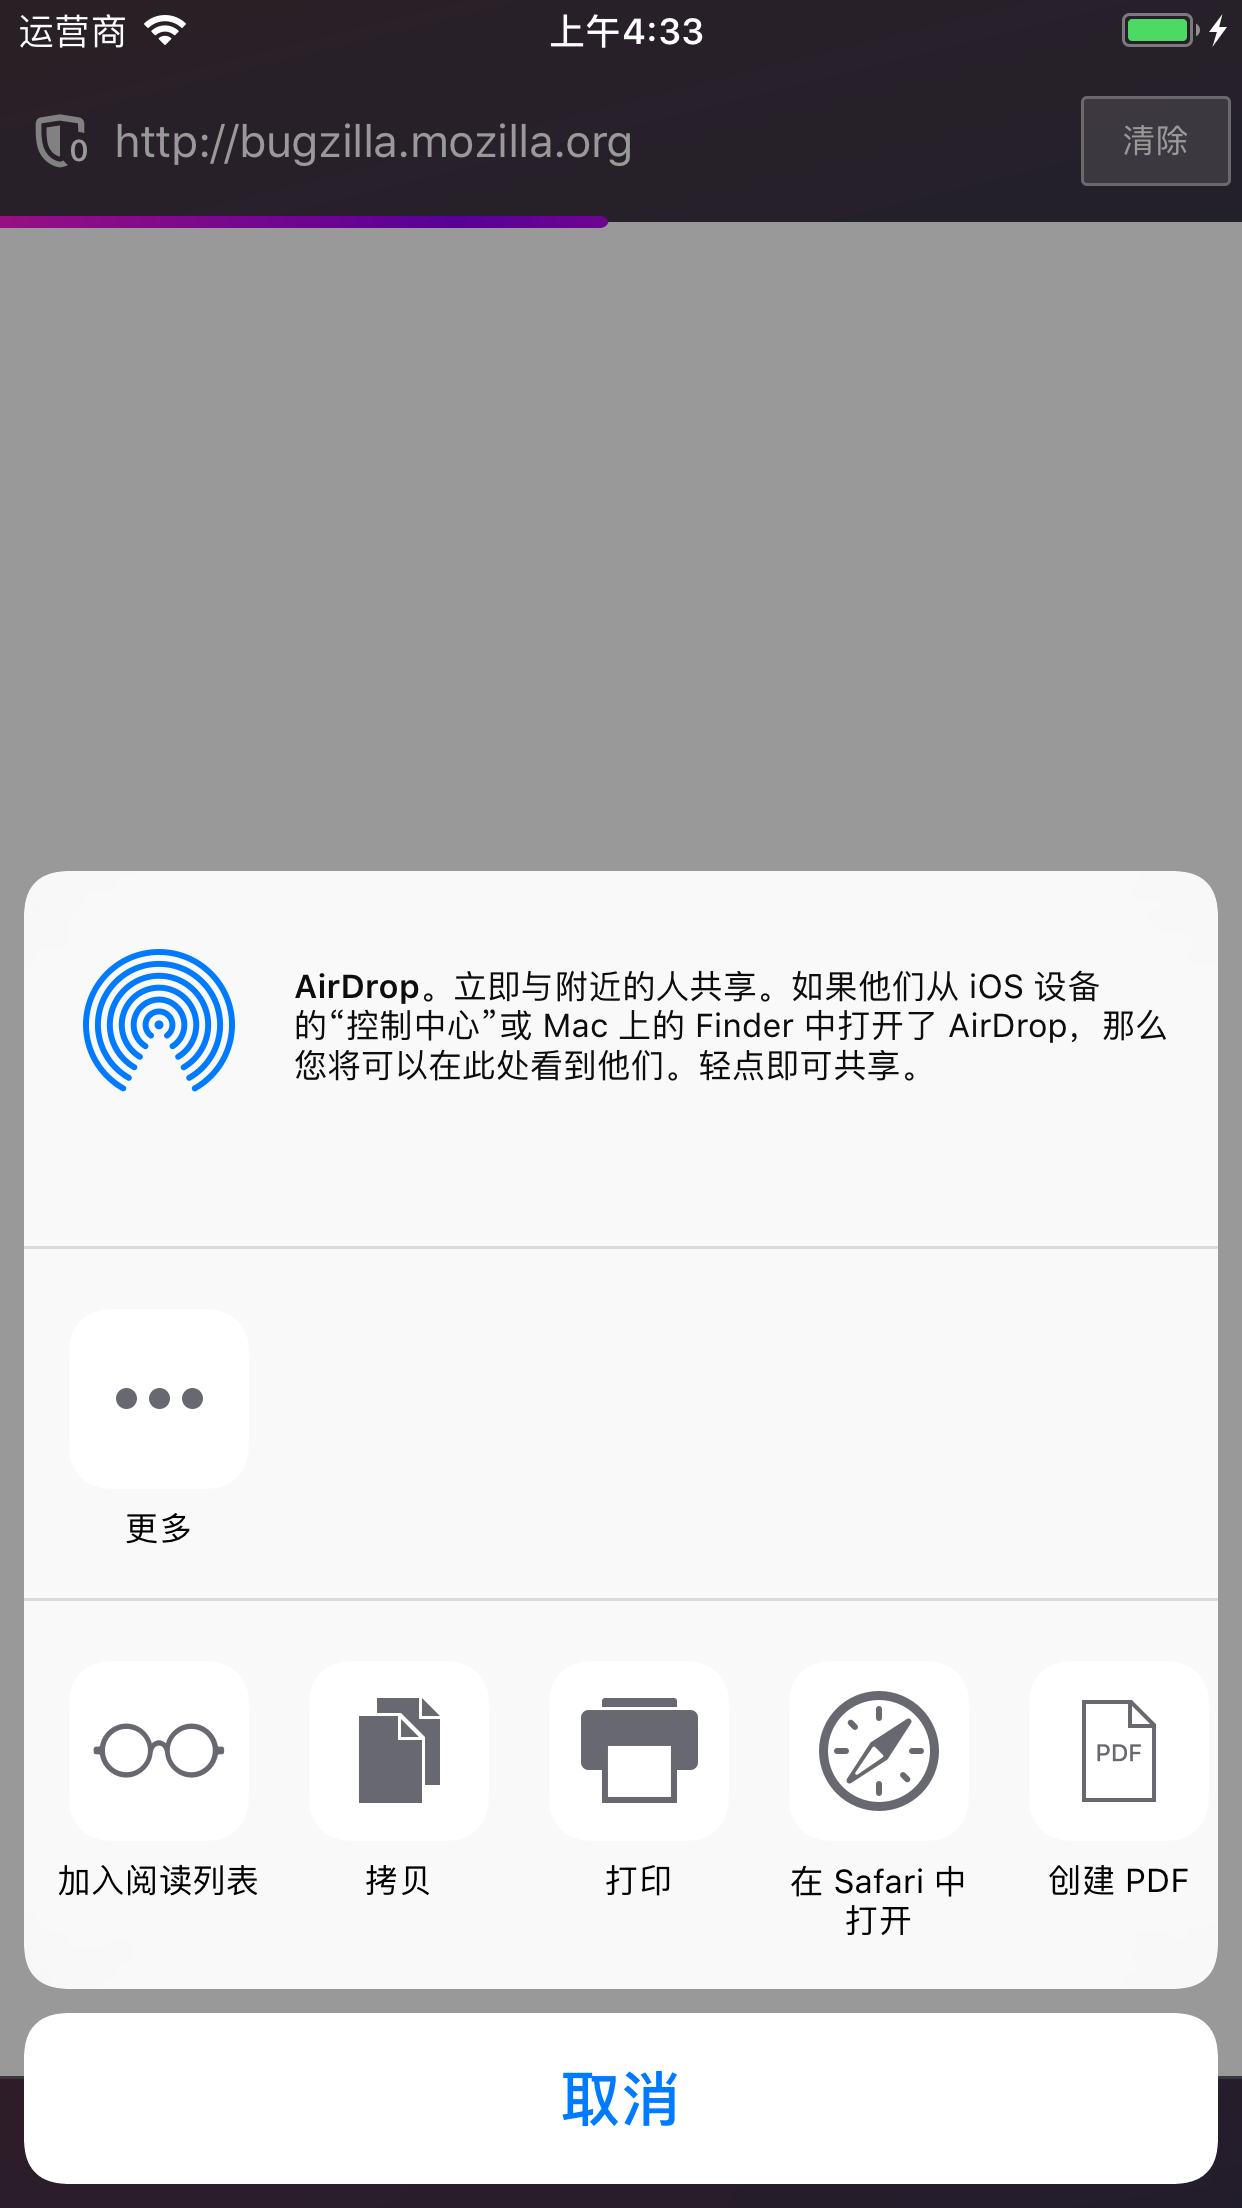 运营商
上午4:33
0
http://bugzilla.mozilla.org
清除
AirDrop。立即与附近的人共享。如果他们从 iOS 设备
的“控制中心”或 Mac 上的 Finder 中打开了 AirDrop，那么
您将可以在此处看到他们。轻点即可共享。
更多
PDF
加入阅读列表
拷贝
打印
在 Safari 中
打开
创建 PDF
取消